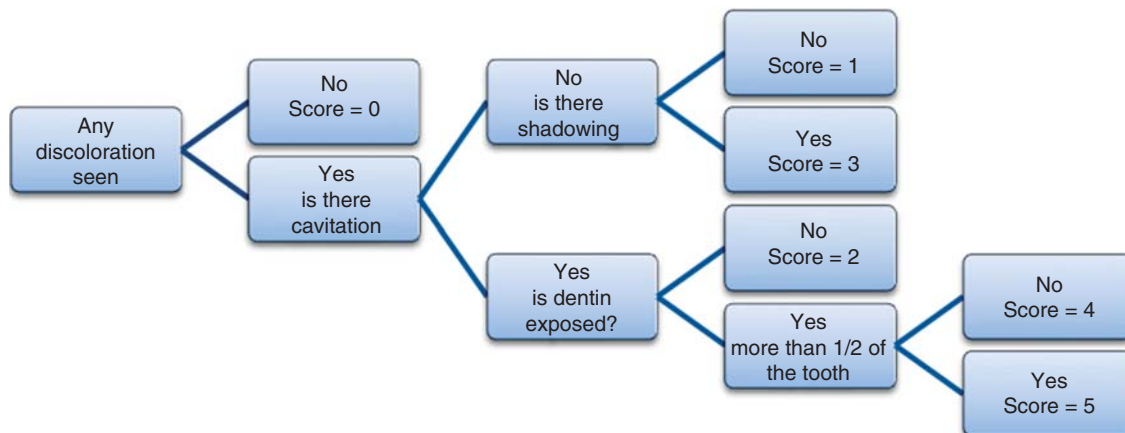 Any
discoloration
seen
No
Score = 0
Yes
is there
cavitation
No
is there
shadowing
Yes
is dentin
exposed?
No
Score = 1
Yes
Score = 3
No
Score = 2
Yes
more than 1/2 of
the tooth
No
Score = 4
Yes
Score = 5